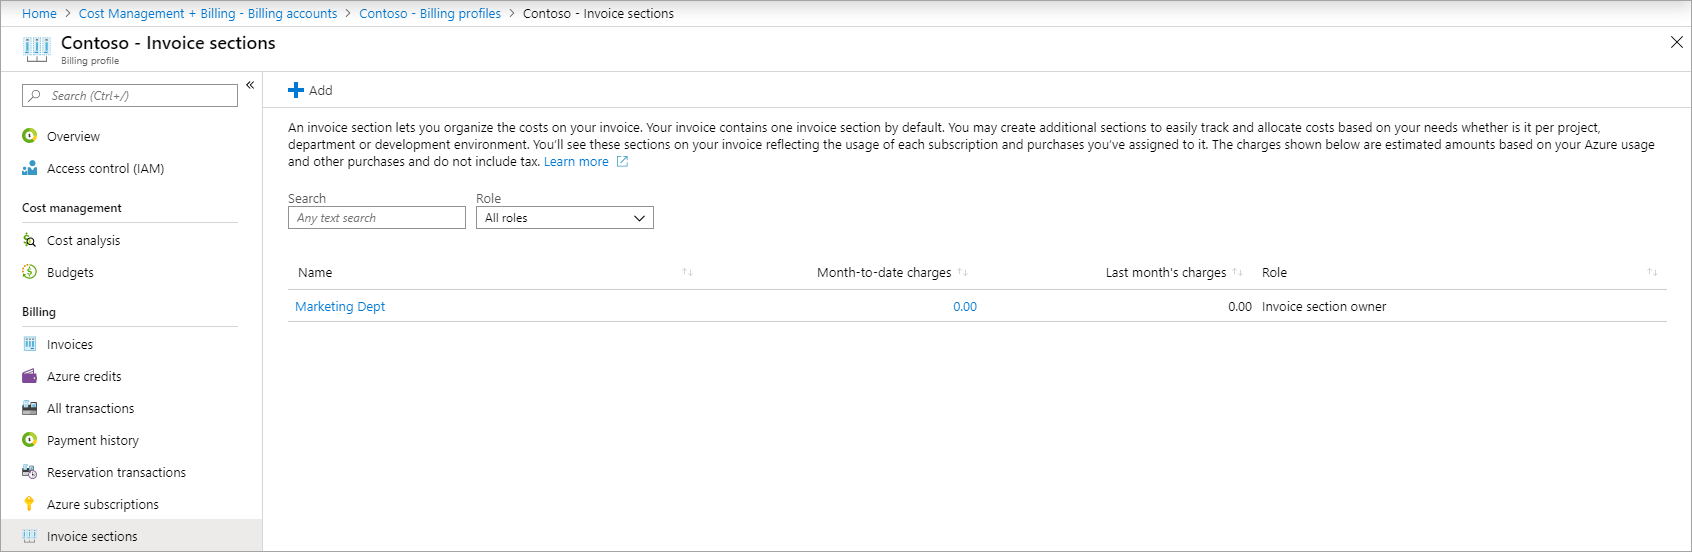 Home > Cost Management + Billing - Billing accounts > Contoso - Billing profiles > Contoso - Invoice sections
Contoso - Invoice sections
Billing profile
Search (Ctrl+/)
Overview
Access control (IAM)
Cost management
Cost analysis
Budgets
Billing
Invoices
Azure credits
All transactions
Payment history
Reservation transactions
Azure subscriptions
Invoice sections
Add
An invoice section lets you organize the costs on your invoice. Your invoice contains one invoice section by default. You may create additional sections to easily track and allocate costs based on your needs whether is it per project,
department or development environment. You'll see these sections on your invoice reflecting the usage of each subscription and purchases you've assigned to it. The charges shown below are estimated amounts based on your Azure usage
and other purchases and do not include tax. Learn more
Search Role
Any text search All roles
Name Month-to-date charges Last month's charges Role
Marketing Dept 0.00 0.00 Invoice section owner